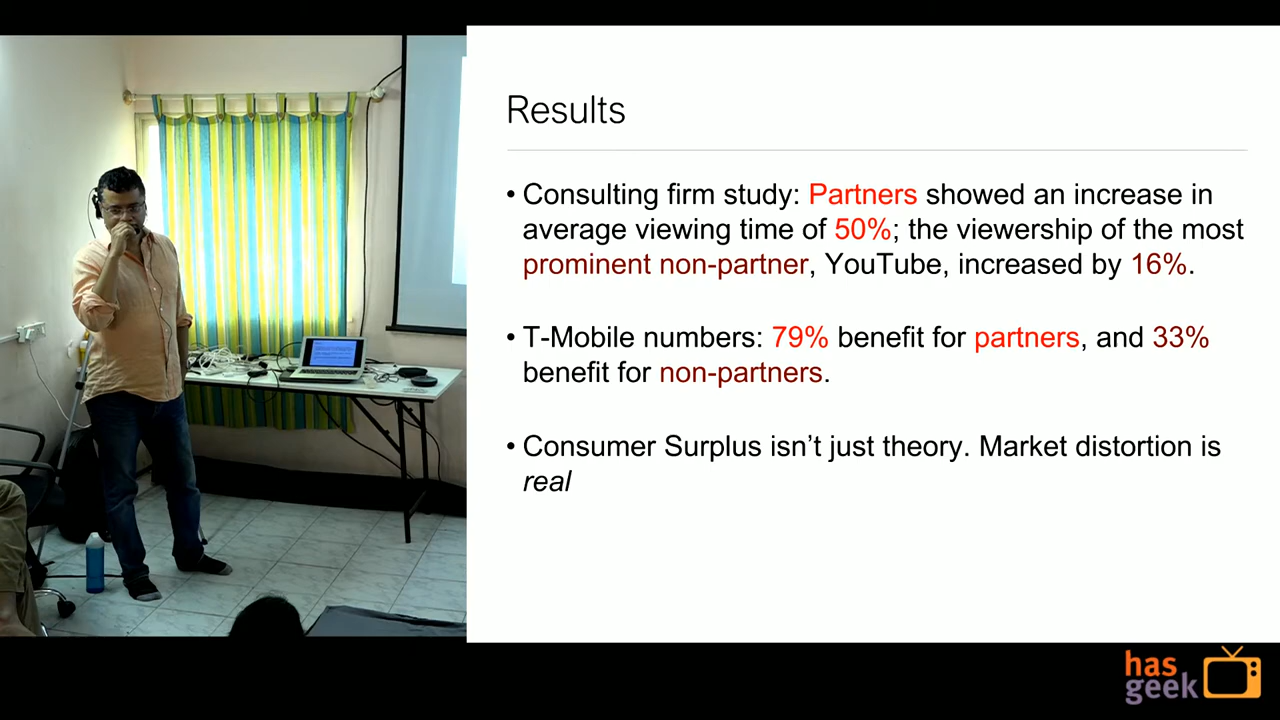 Results
• Consulting firm study: Partners showed an increase in
average viewing time of 50%; the viewership of the most
prominent non-partner, YouTube, increased by 16%.
• T-Mobile numbers: 79% benefit for partners, and 33%
benefit for non-partners.
• Consumer Surplus isn’t just theory. Market distortion is
real
has
geek